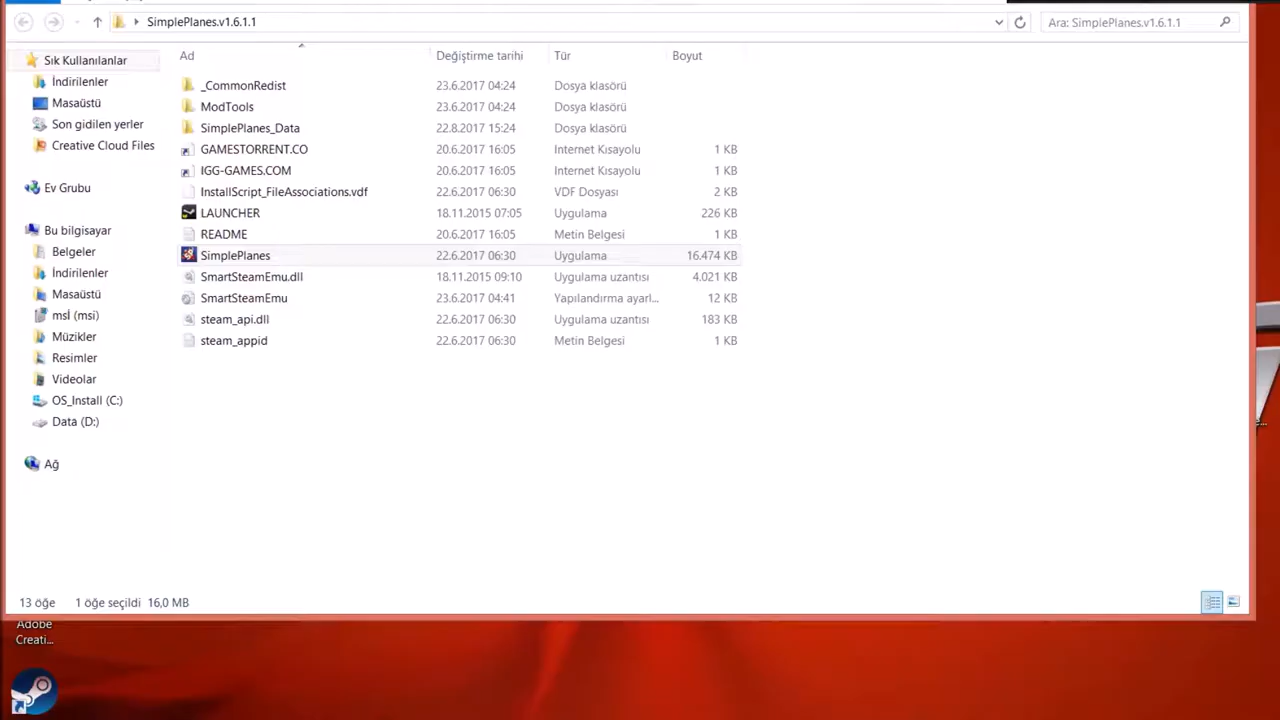 SimplePlanes.v1.6.1.1
Ara: SimplePlanes.v1.6.1.1
Sık Kullanılanlar
İndirilenler
Masaüstü
Son gidilen yerler
Creative Cloud Files
Ev Grubu
Bu bilgisayar
Belgeler
İndirilenler
Masaüstü
msİ (msi)
Müzikler
Resimler
Videolar
OS_Install (C:)
Data (D:)
Ağ
Ad Değiştirme tarihi Tür Boyut
_CommonRedist 23.6.2017 04:24 Dosya klasörü
ModTools 23.6.2017 04:24 Dosya klasörü
SimplePlanes_Data 22.8.2017 15:24 Dosya klasörü
GAMESTORRENT.CO 20.6.2017 16:05 İnternet Kısayolu 1 KB
IGG-GAMES.COM 20.6.2017 16:05 İnternet Kısayolu 1 KB
InstallScript_FileAssociations.vdf 22.6.2017 06:30 VDF Dosyası 2 KB
LAUNCHER 18.11.2015 07:05 Uygulama 226 KB
README 20.6.2017 16:05 Metin Belgesi 1 KB
SimplePlanes 22.6.2017 06:30 Uygulama 16.474 KB
SmartSteamEmu.dll 18.11.2015 09:10 Uygulama uzantısı 4.021 KB
SmartSteamEmu 23.6.2017 04:41 Yapılandırma ayarl... 12 KB
steam_api.dll 22.6.2017 06:30 Uygulama uzantısı 183 KB
steam_appid 22.6.2017 06:30 Metin Belgesi 1 KB
13 öğe 1 öğe seçildi 16,0 MB
Adobe
Creati...